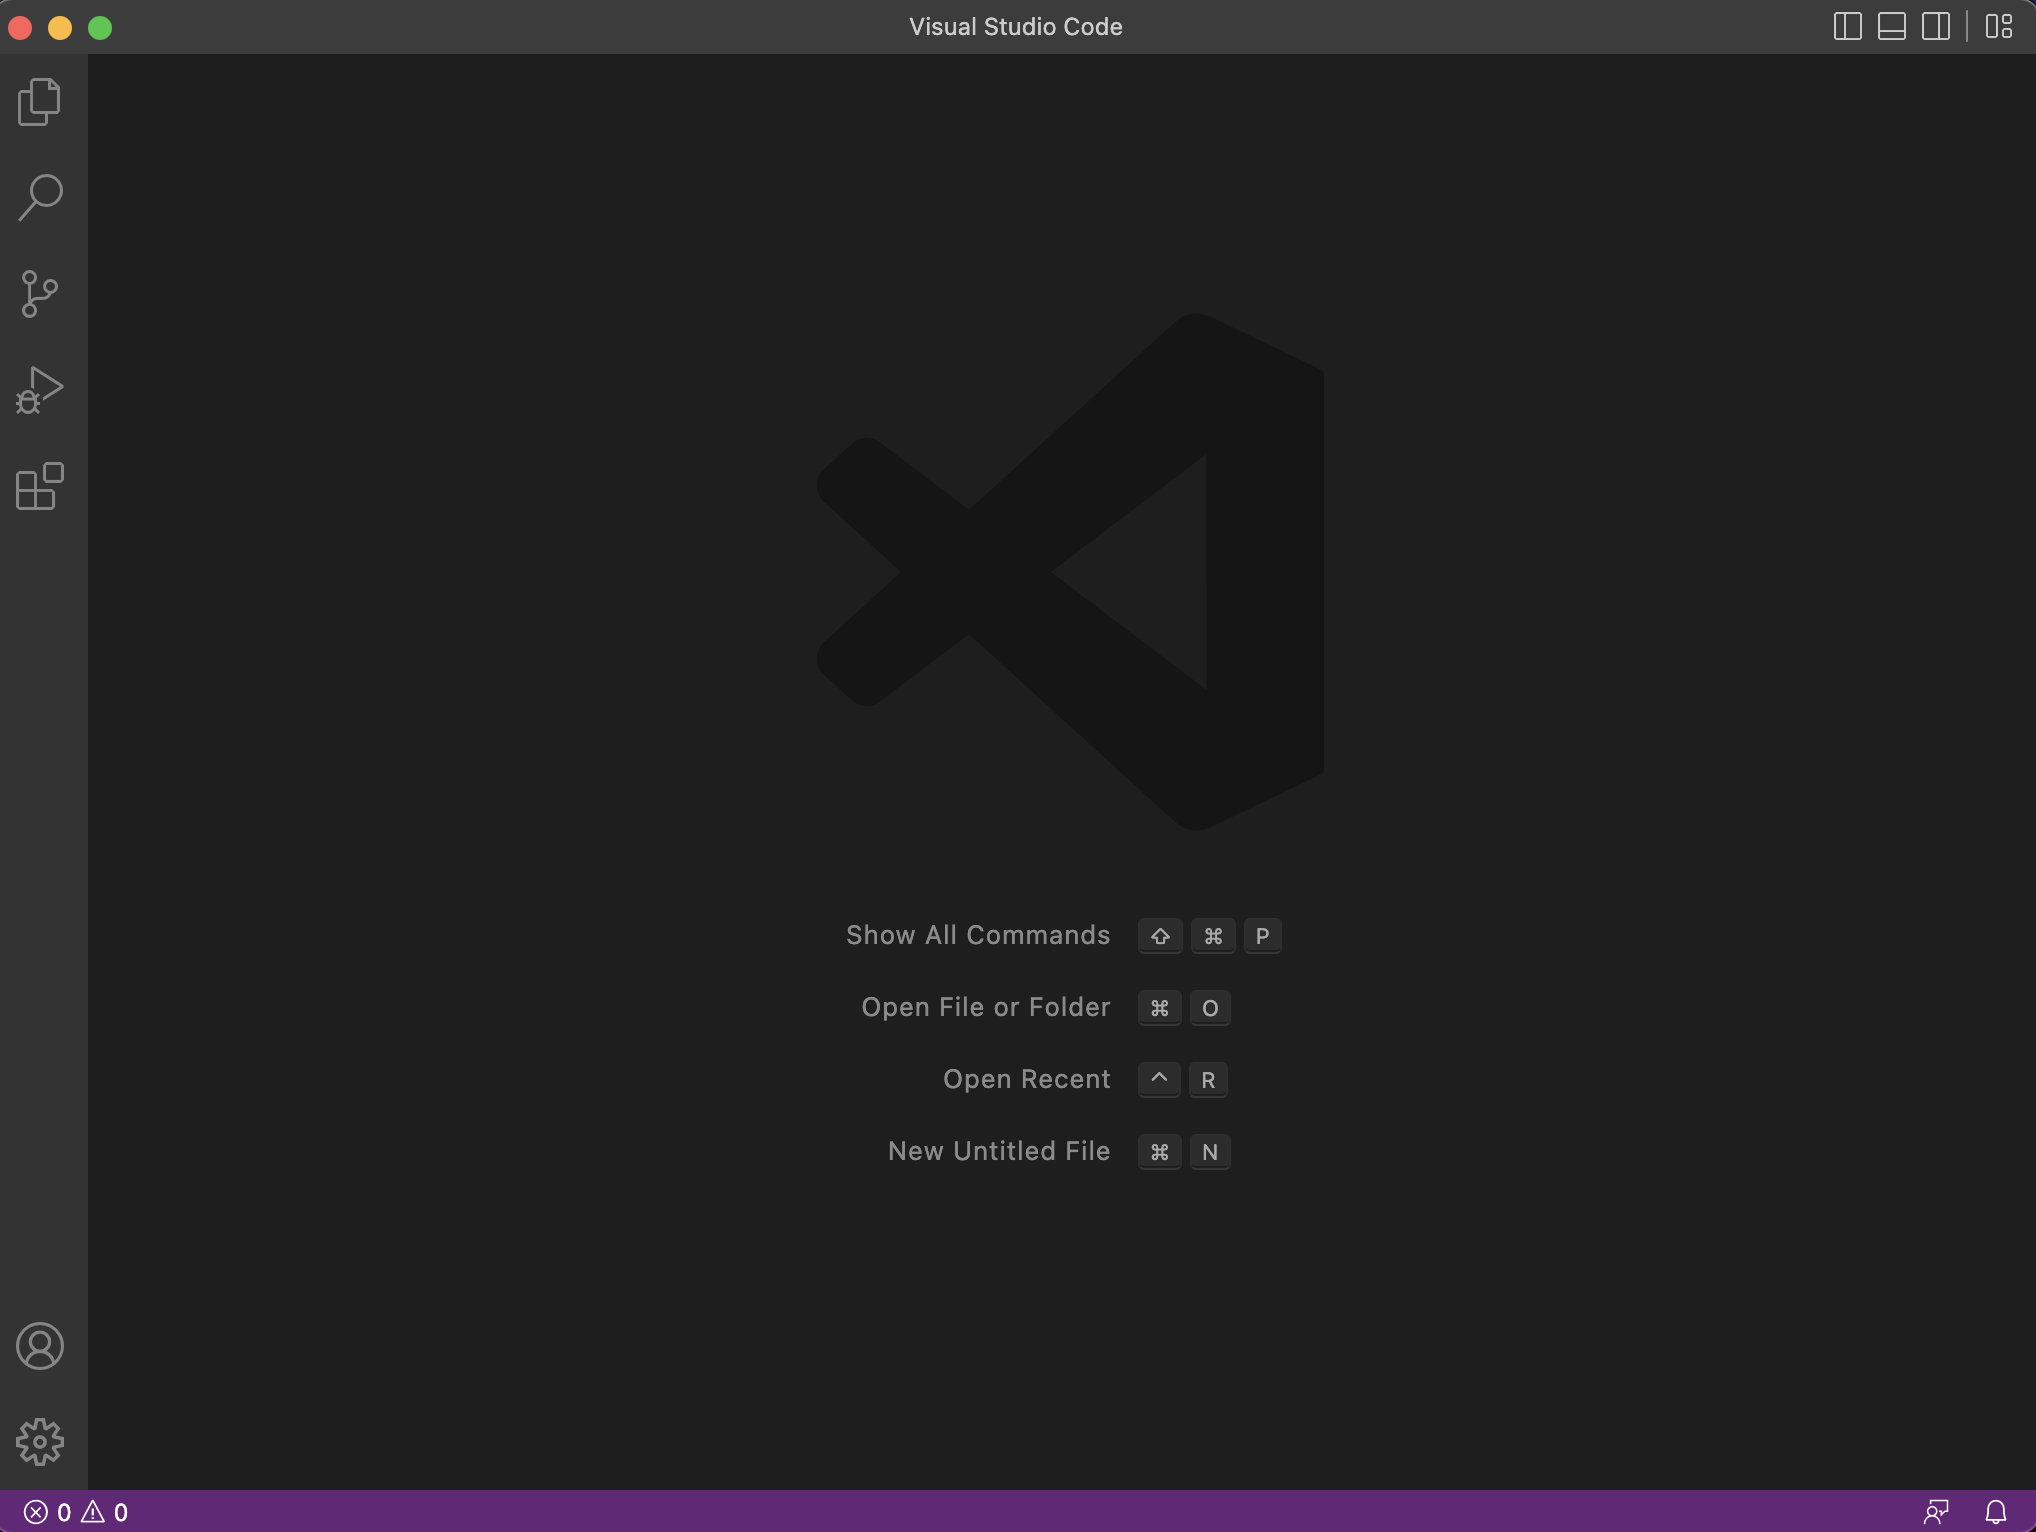 Visual Studio Code
Show All Commands ⇧ ⌘ P
Open File or Folder ⌘ O
Open Recent ^ R
New Untitled File ⌘ N
0 0